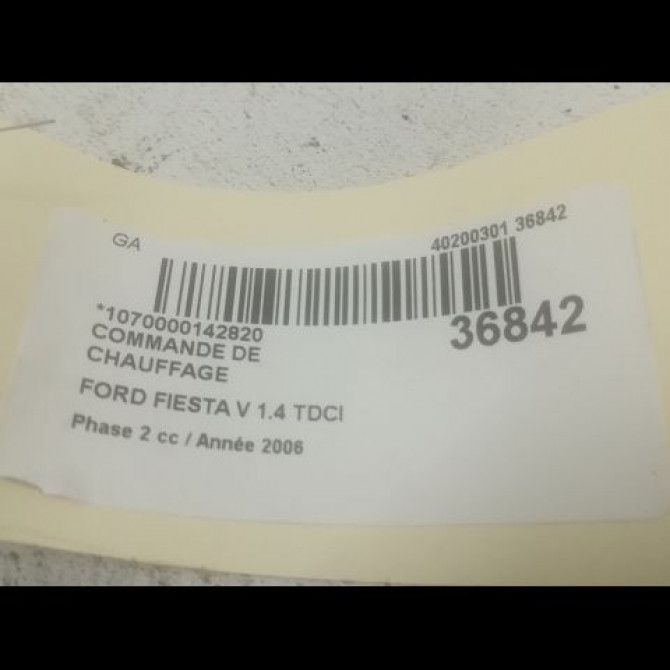 GA
40200301 36842
*1070000142820
36842
COMMANDE DE
CHAUFFAGE
FORD FIESTA V 1.4 TDCI
Phase 2 cc / Année 2006